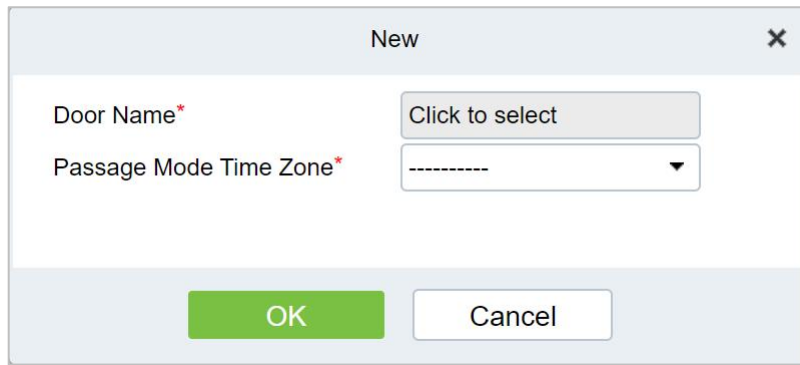 New
Door Name*
Click to select
Passage Mode Time Zone*
----------
OK
Cancel